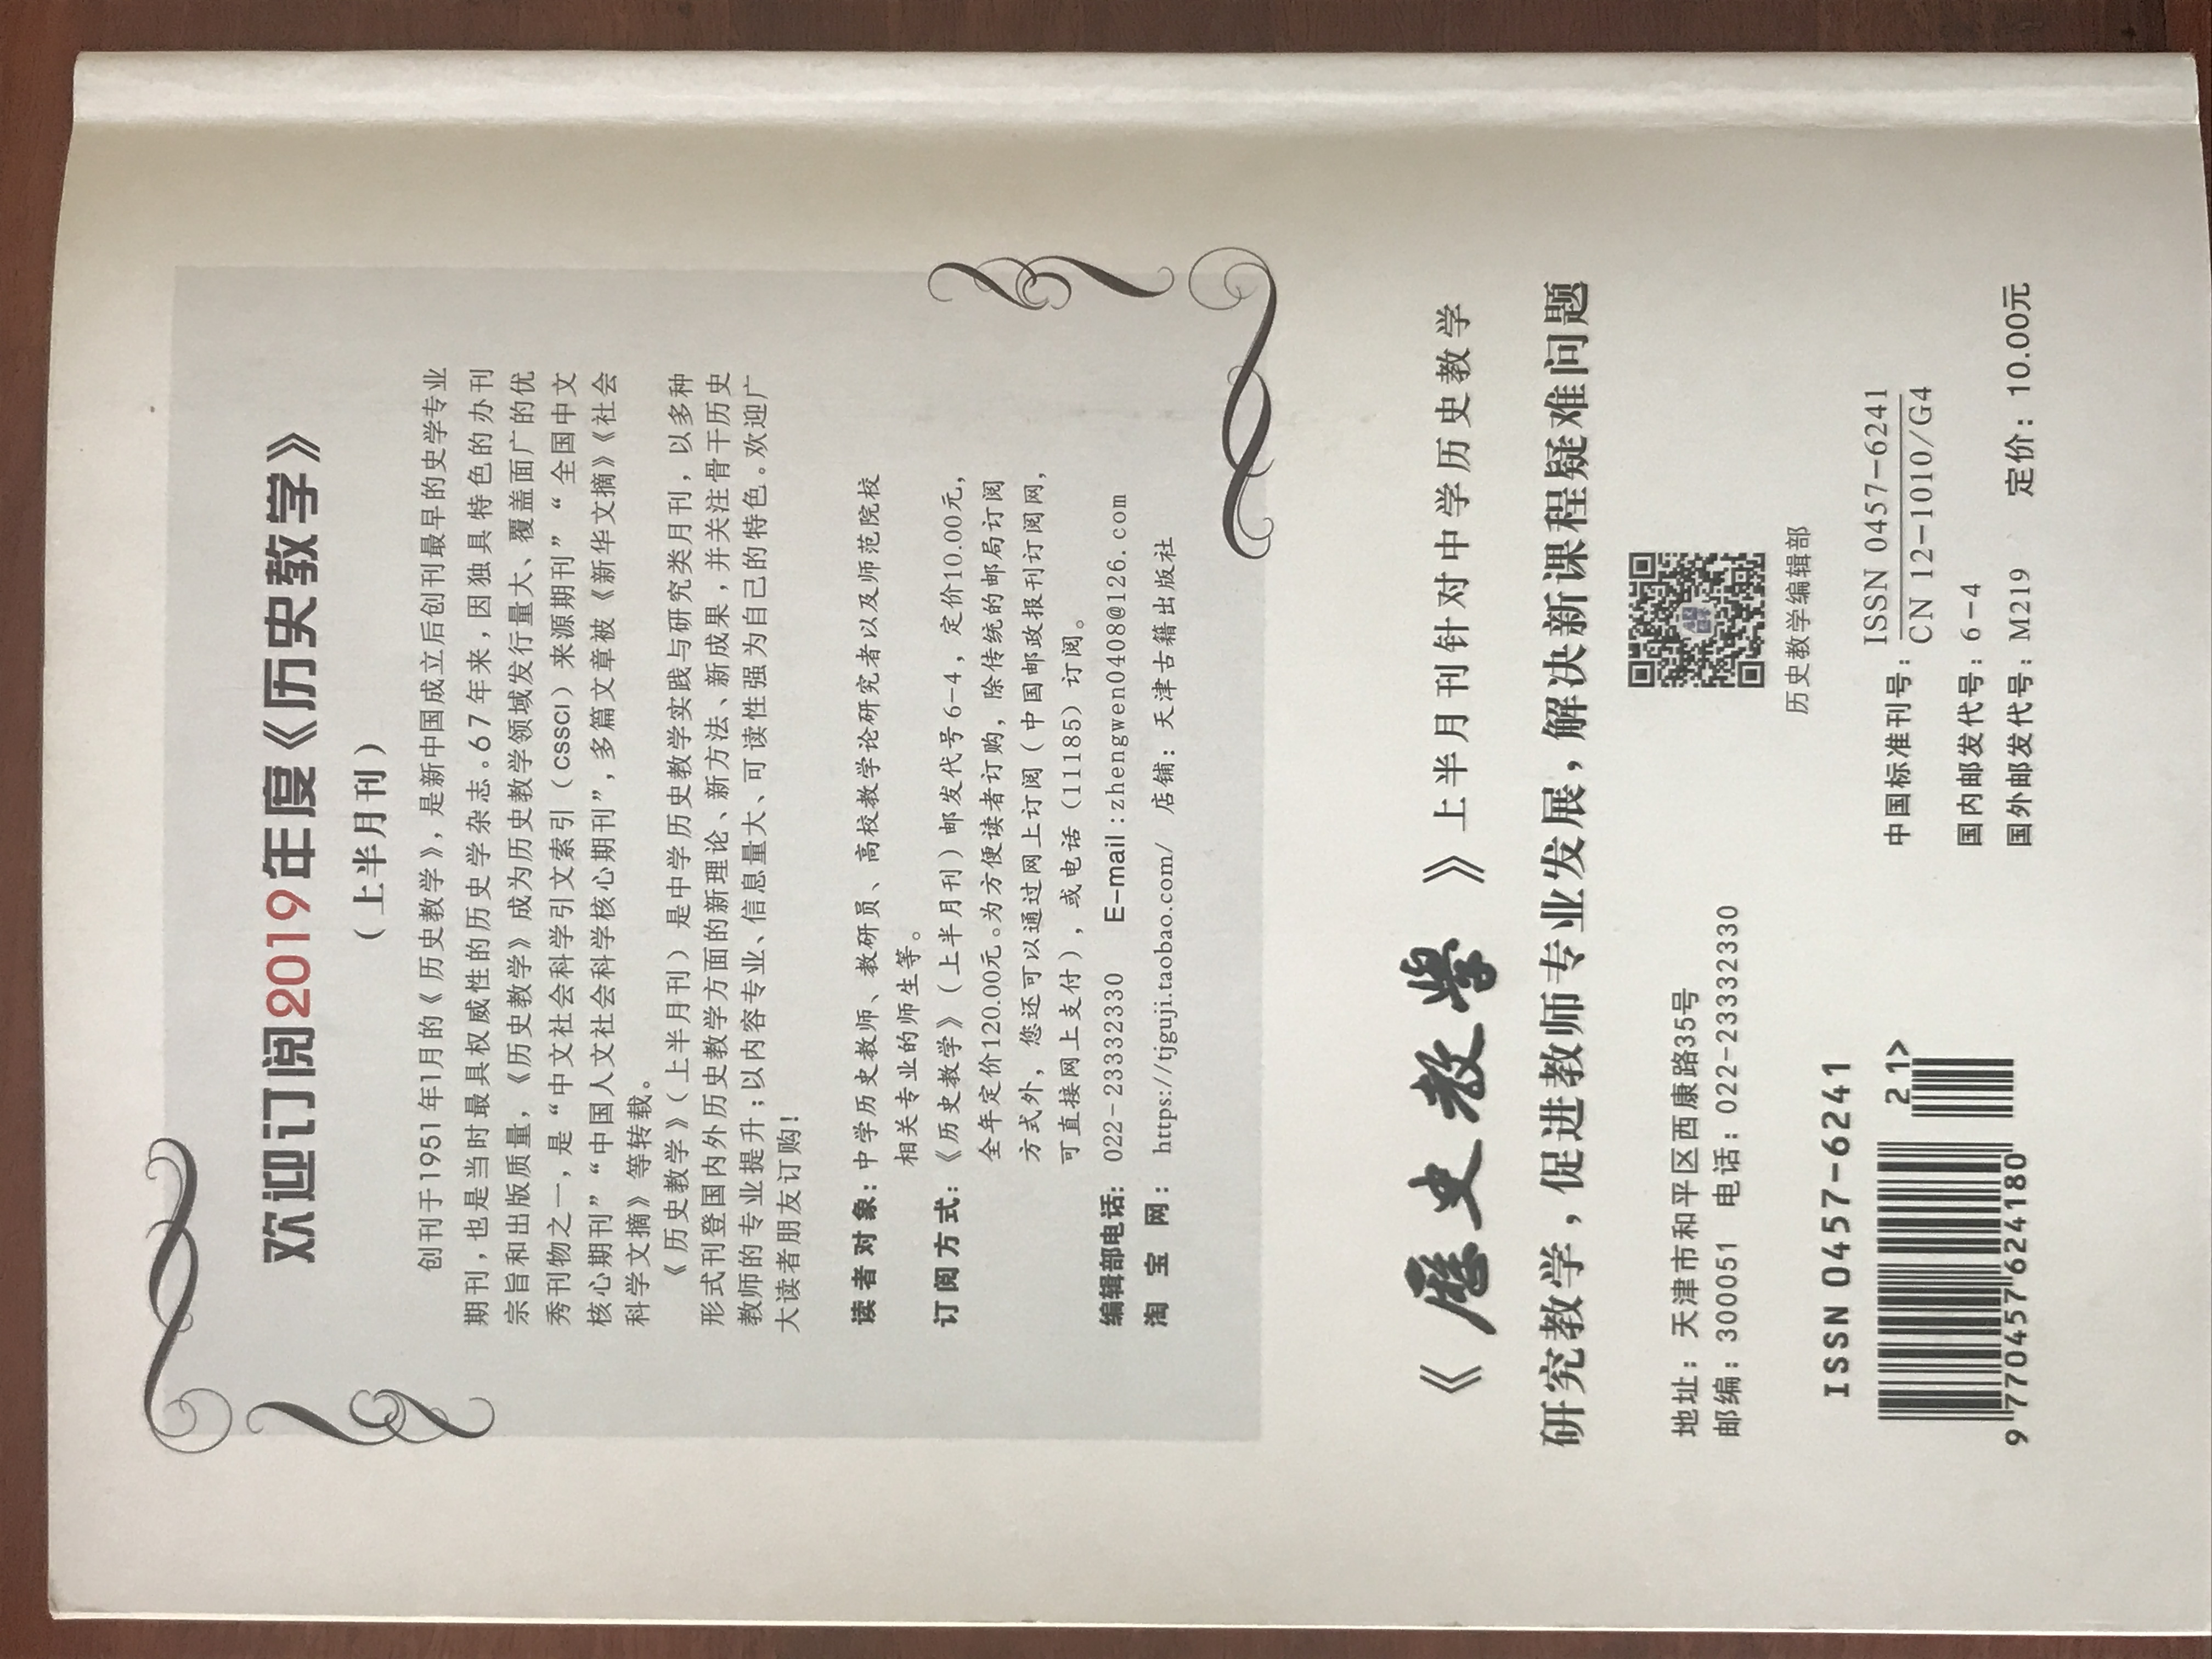 欢迎订阅2019年度《历史教学》
（上半月刊）
创刊于1951年1月的《历史教学》，是新中国成立后创刊最早的史学专业
期刊，也是当时最具权威性的历史学杂志。67年来，因独具特色的办刊
宗旨和出版质量，《历史教学》成为历史教学领域发行量大、覆盖面广的优
秀刊物之一，是“中文社会科学引文索引（CSSCI）来源期刊”“全国中文
核心期刊”“中国人文社会科学核心期刊”，多篇文章被《新华文摘》《社会
科学文摘》等转载。
《历史教学》（上半月刊）是中学历史教学实践与研究类月刊，以多种
形式刊登国内外历史教学方面的新理论、新方法、新成果，并关注骨干历史
教师的专业提升；以内容专业、信息量大、可读性强为自己的特色。欢迎广
大读者朋友订购！
读者对象：中学历史教师、教研员、高校教学论研究者以及师范院校
相关专业的师生等。
订阅方式：《历史教学》（上半月刊）邮发代号6-4，定价10.00元，
全年定价120.00元。为方便读者订购，除传统的邮局订阅
方式外，您还可以通过网上订阅（中国邮政报刊订阅网，
可直接网上支付），或电话（11185）订阅。
编辑部电话：022-23332330 E-mail:zhengwen0408@126.com
淘宝网：https://tjguji.taobao.com/ 店铺：天津古籍出版社
《歷史教學》上半月刊针对中学历史教学
研究教学，促进教师专业发展，解决新课程疑难问题
地址：天津市和平区西康路35号
邮编：300051 电话：022-23332330
历史教学编辑部
ISSN 0457-6241
21>
9 770457 624180
中国标准刊号：ISSN 0457-6241
CN 12-1010/G4
国内邮发代号：6-4
国外邮发代号：M219 定价：10.00元